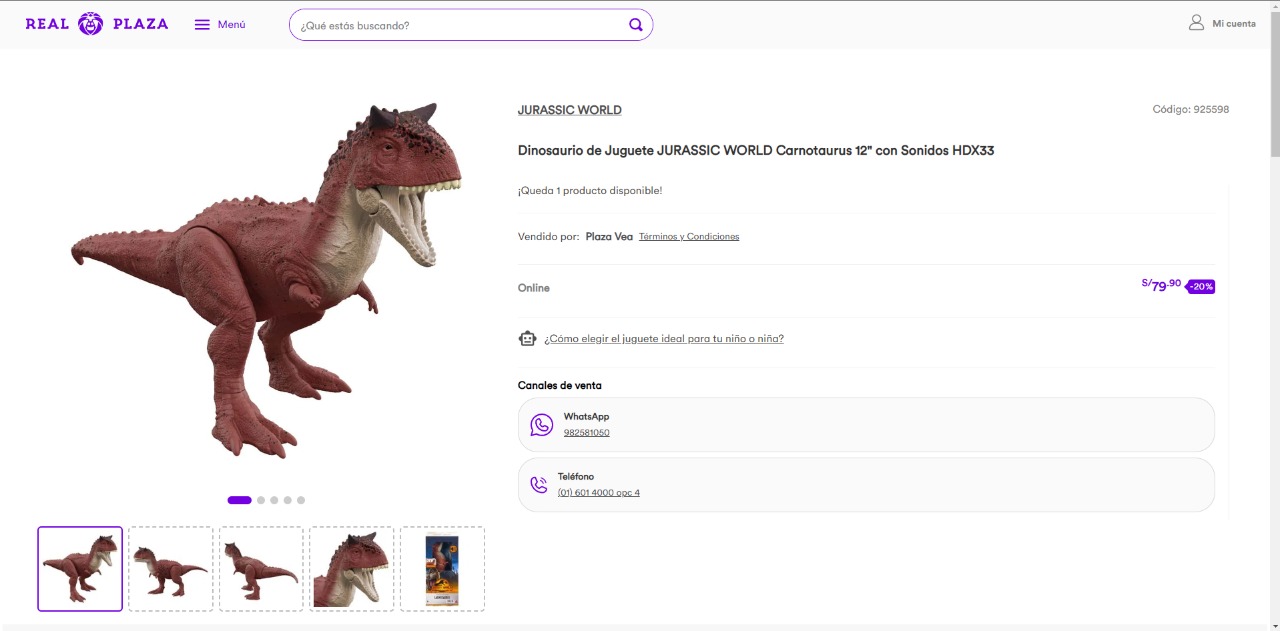 REAL PLAZA
Menú
¿Qué estás buscando?
Mi cuenta
JURASSIC WORLD
Código: 925598
Dinosaurio de Juguete JURASSIC WORLD Carnotaurus 12" con Sonidos HDX33
¡Queda 1 producto disponible!
Vendido por: Plaza Vea Términos y Condiciones
Online
S/79.90 -20%
¿Cómo elegir el juguete ideal para tu niño o niña?
Canales de venta
WhatsApp
982581050
Teléfono
(01) 601 4000 opc 4